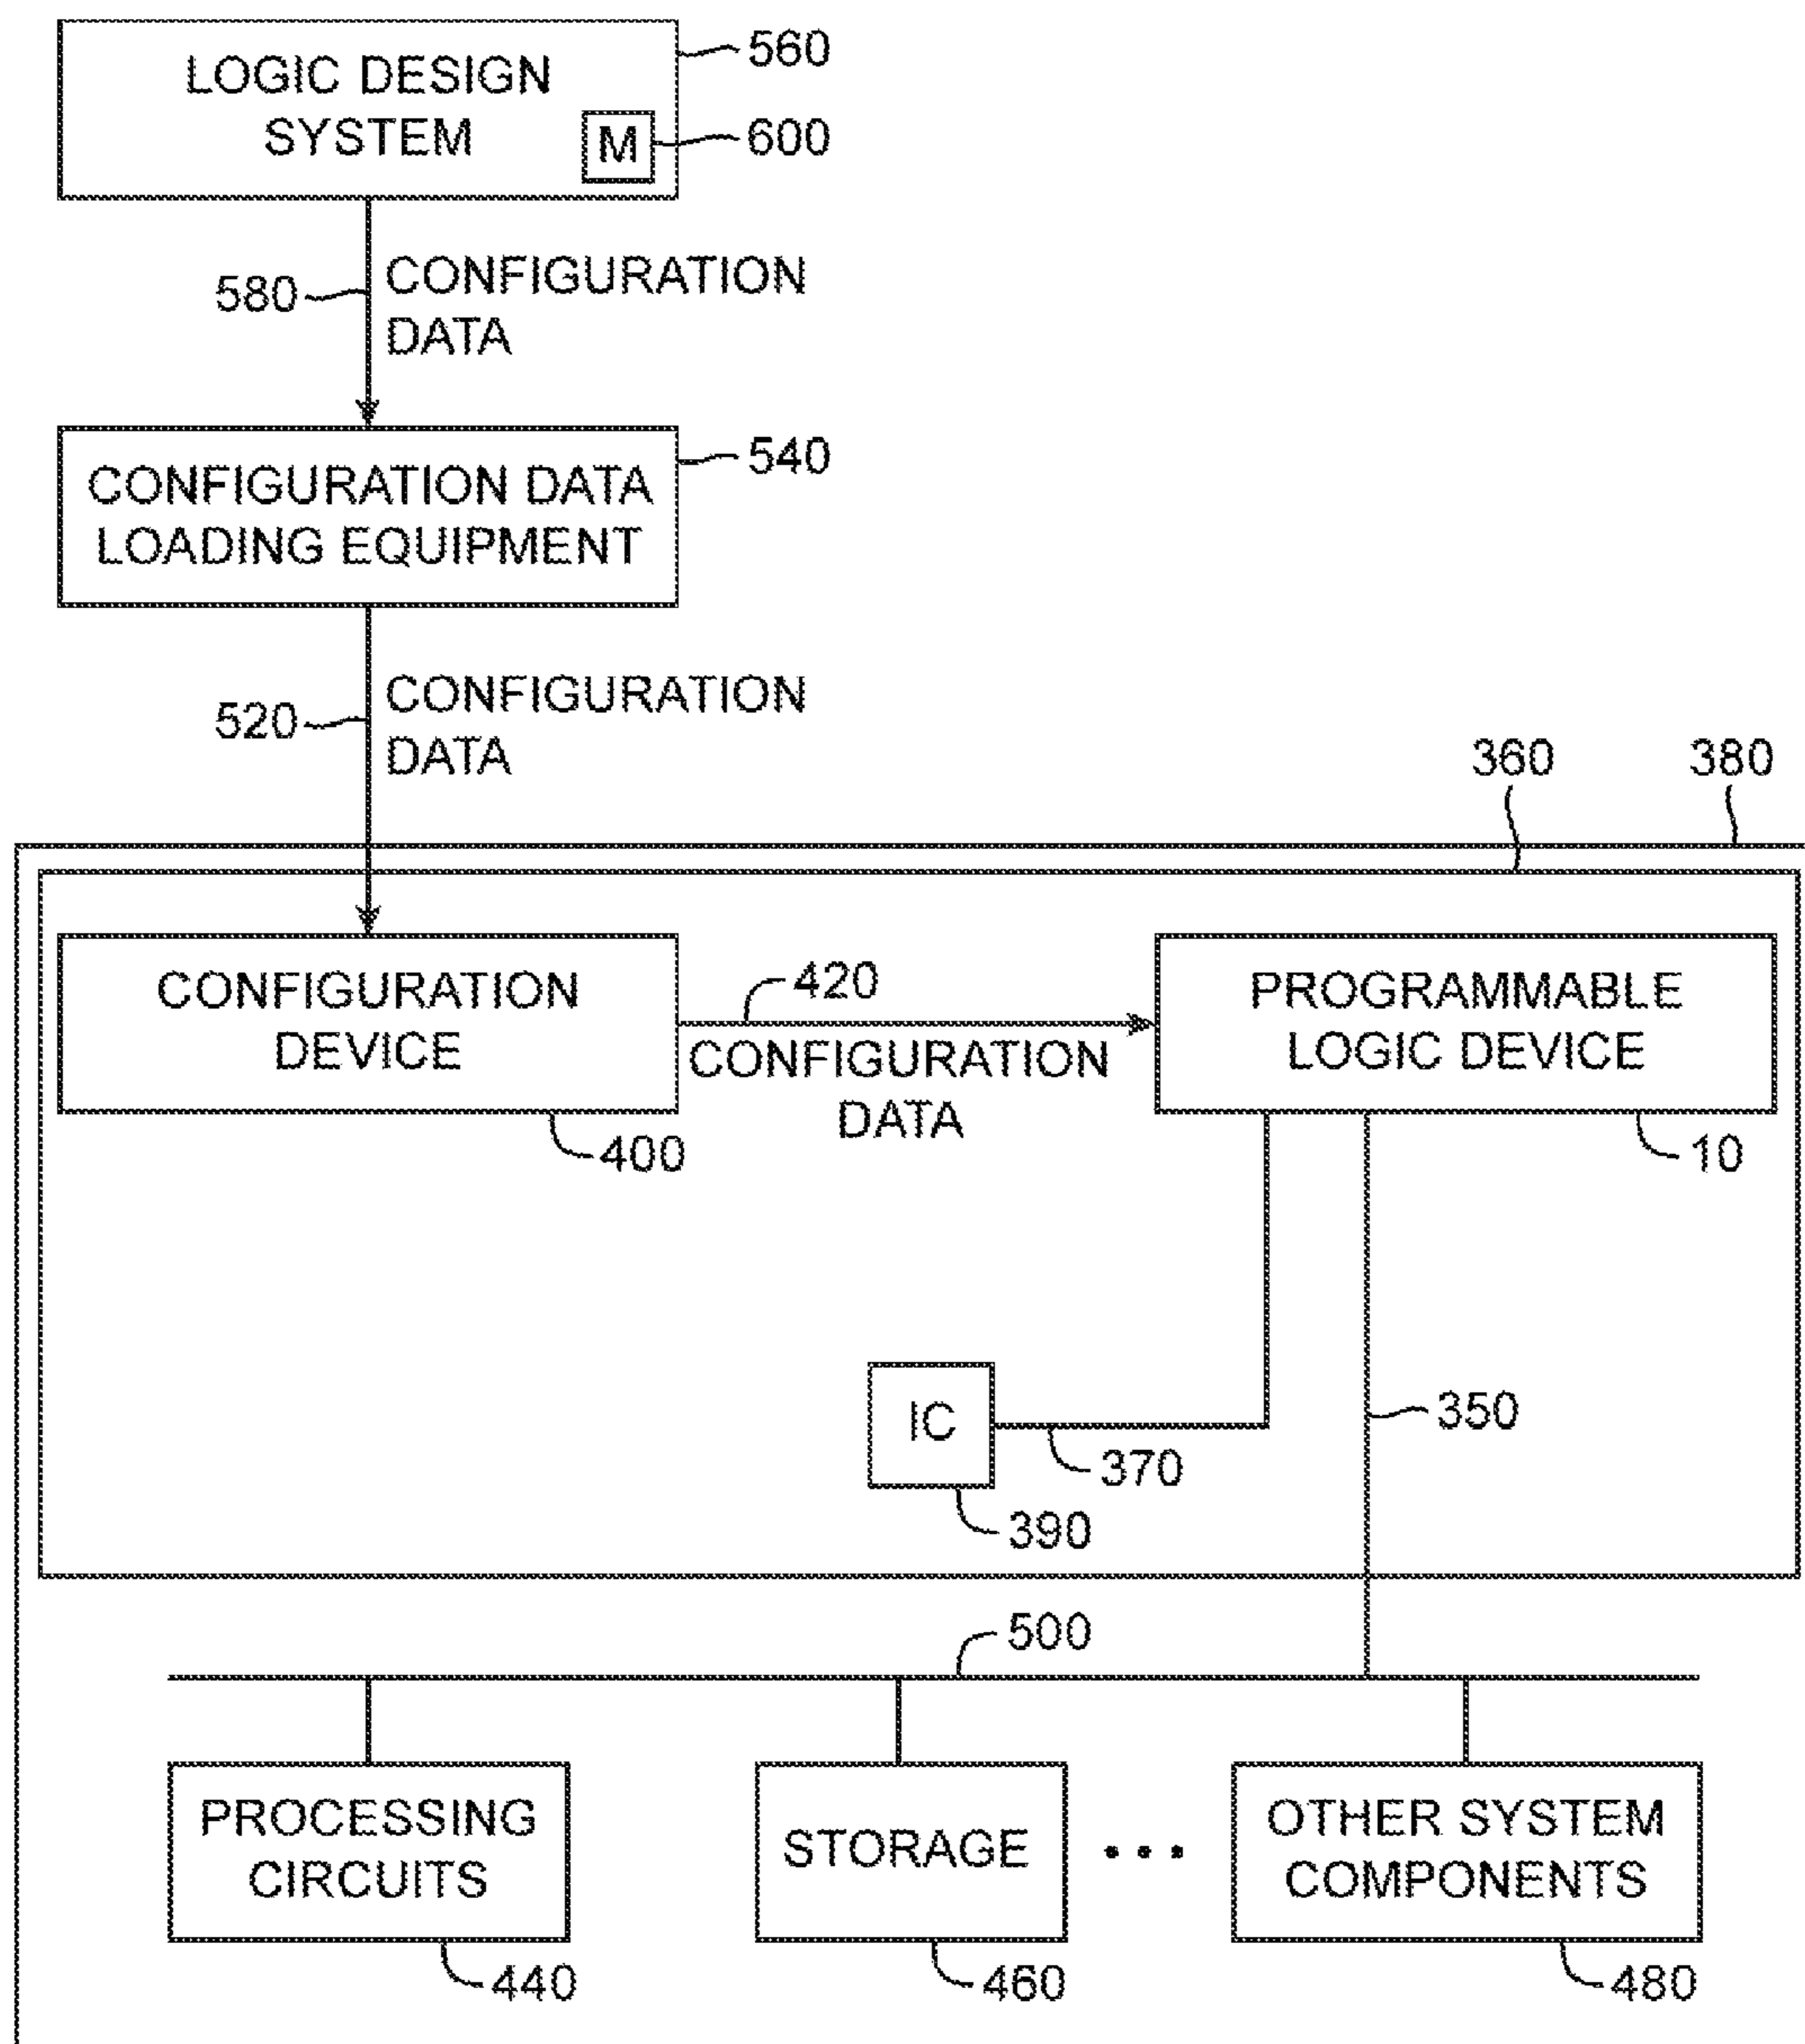 LOGIC DESIGN
SYSTEM
M
560
600
580
CONFIGURATION
DATA
CONFIGURATION DATA
LOADING EQUIPMENT
540
520
CONFIGURATION
DATA
360
380
CONFIGURATION
DEVICE
400
420
CONFIGURATION
DATA
PROGRAMMABLE
LOGIC DEVICE
10
IC
370
390
350
500
PROCESSING
CIRCUITS
440
STORAGE
460
• • •
OTHER SYSTEM
COMPONENTS
480